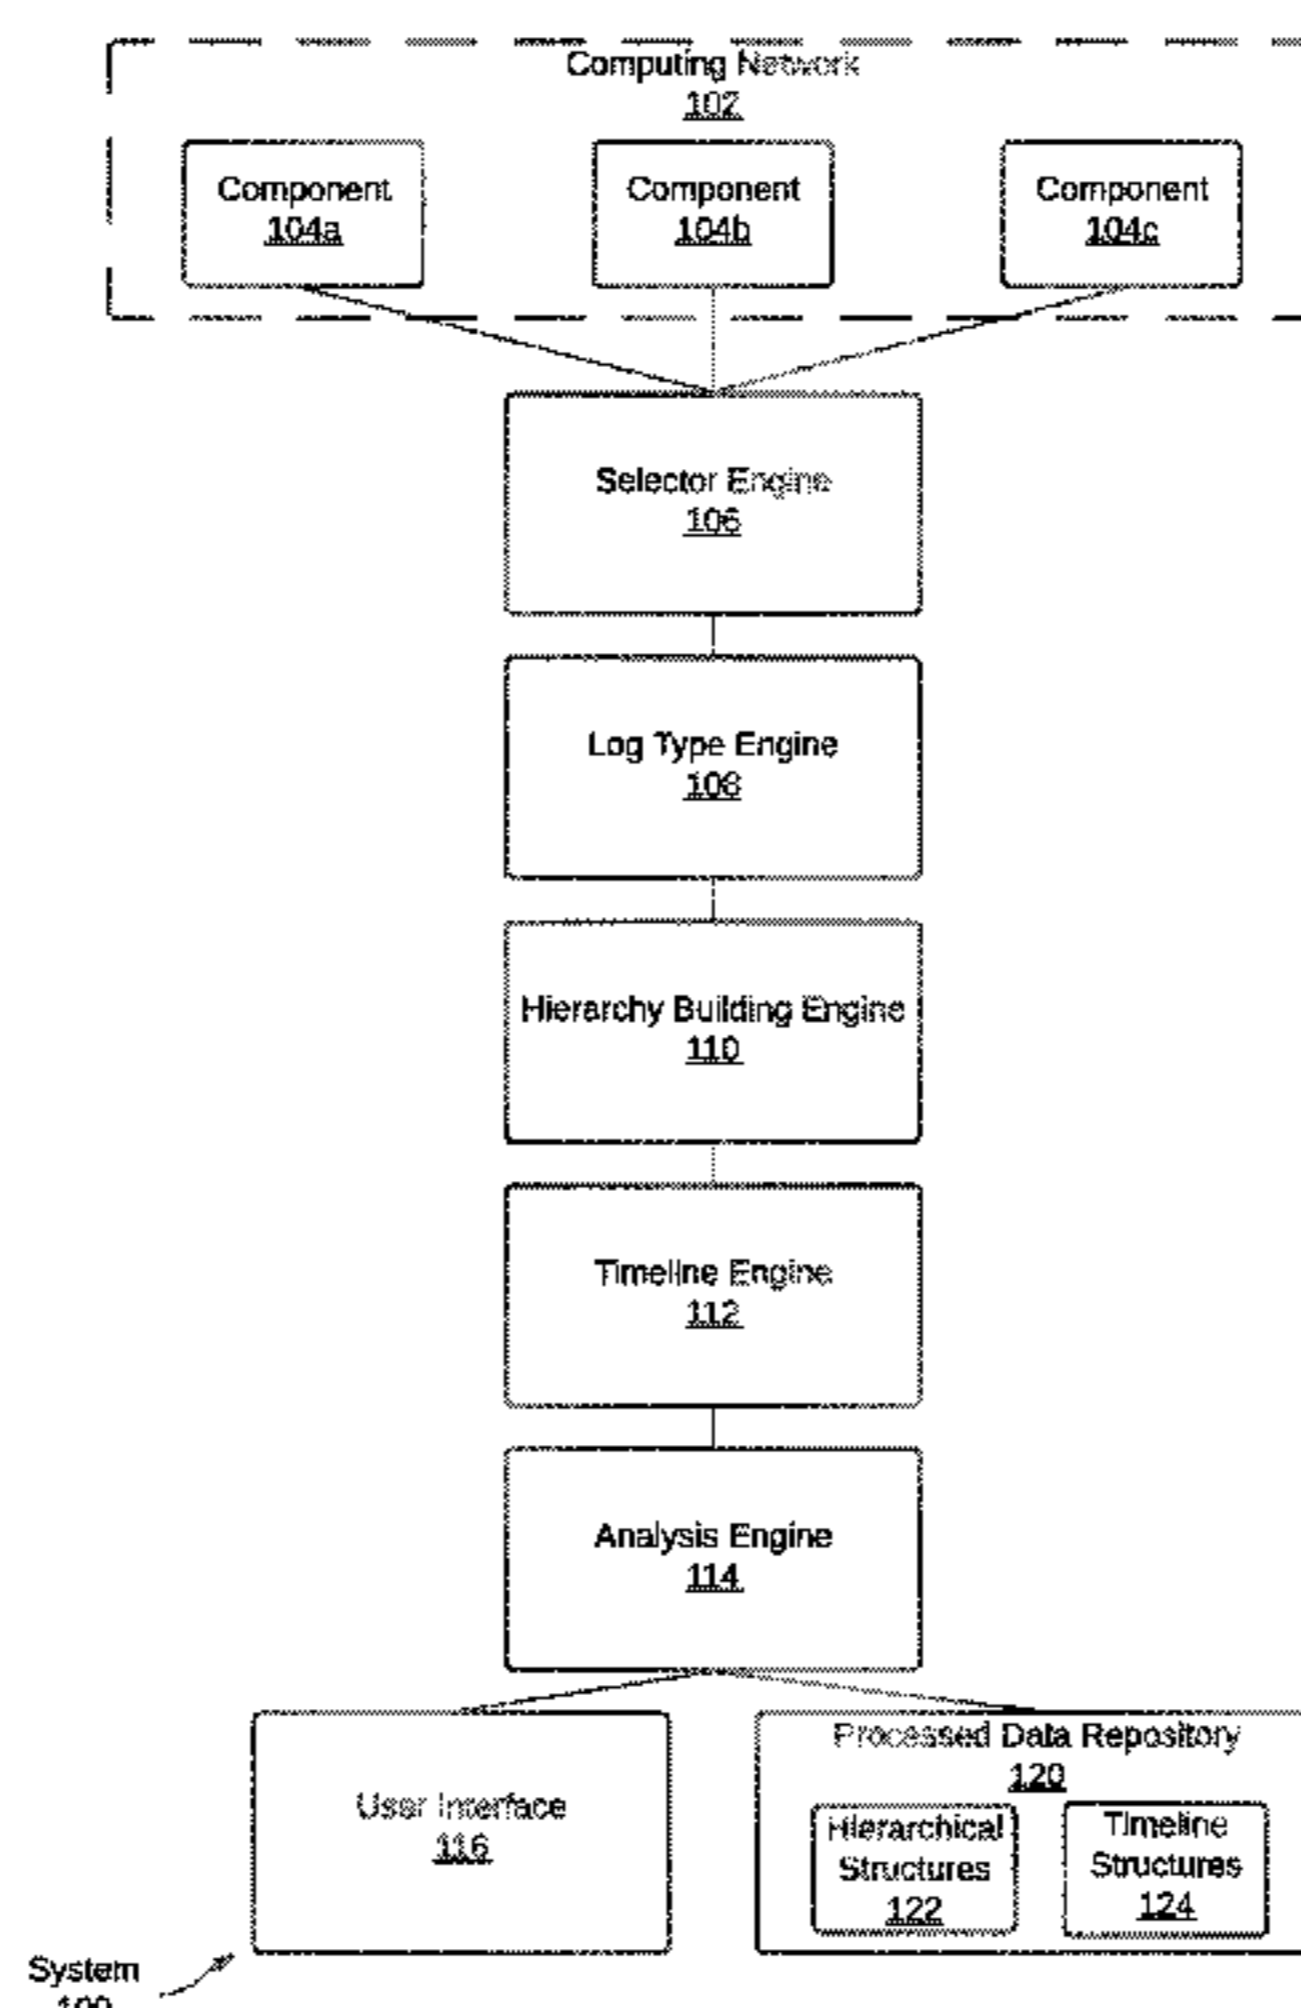 Computing Network
102
Component
104a
Component
104b
Component
104c
Selector Engine
106
Log Type Engine
108
Hierarchy Building Engine
110
Timeline Engine
112
Analysis Engine
114
User Interface
116
Processed Data Repository
120
Hierarchical
Structures
122
Timeline
Structures
124
System